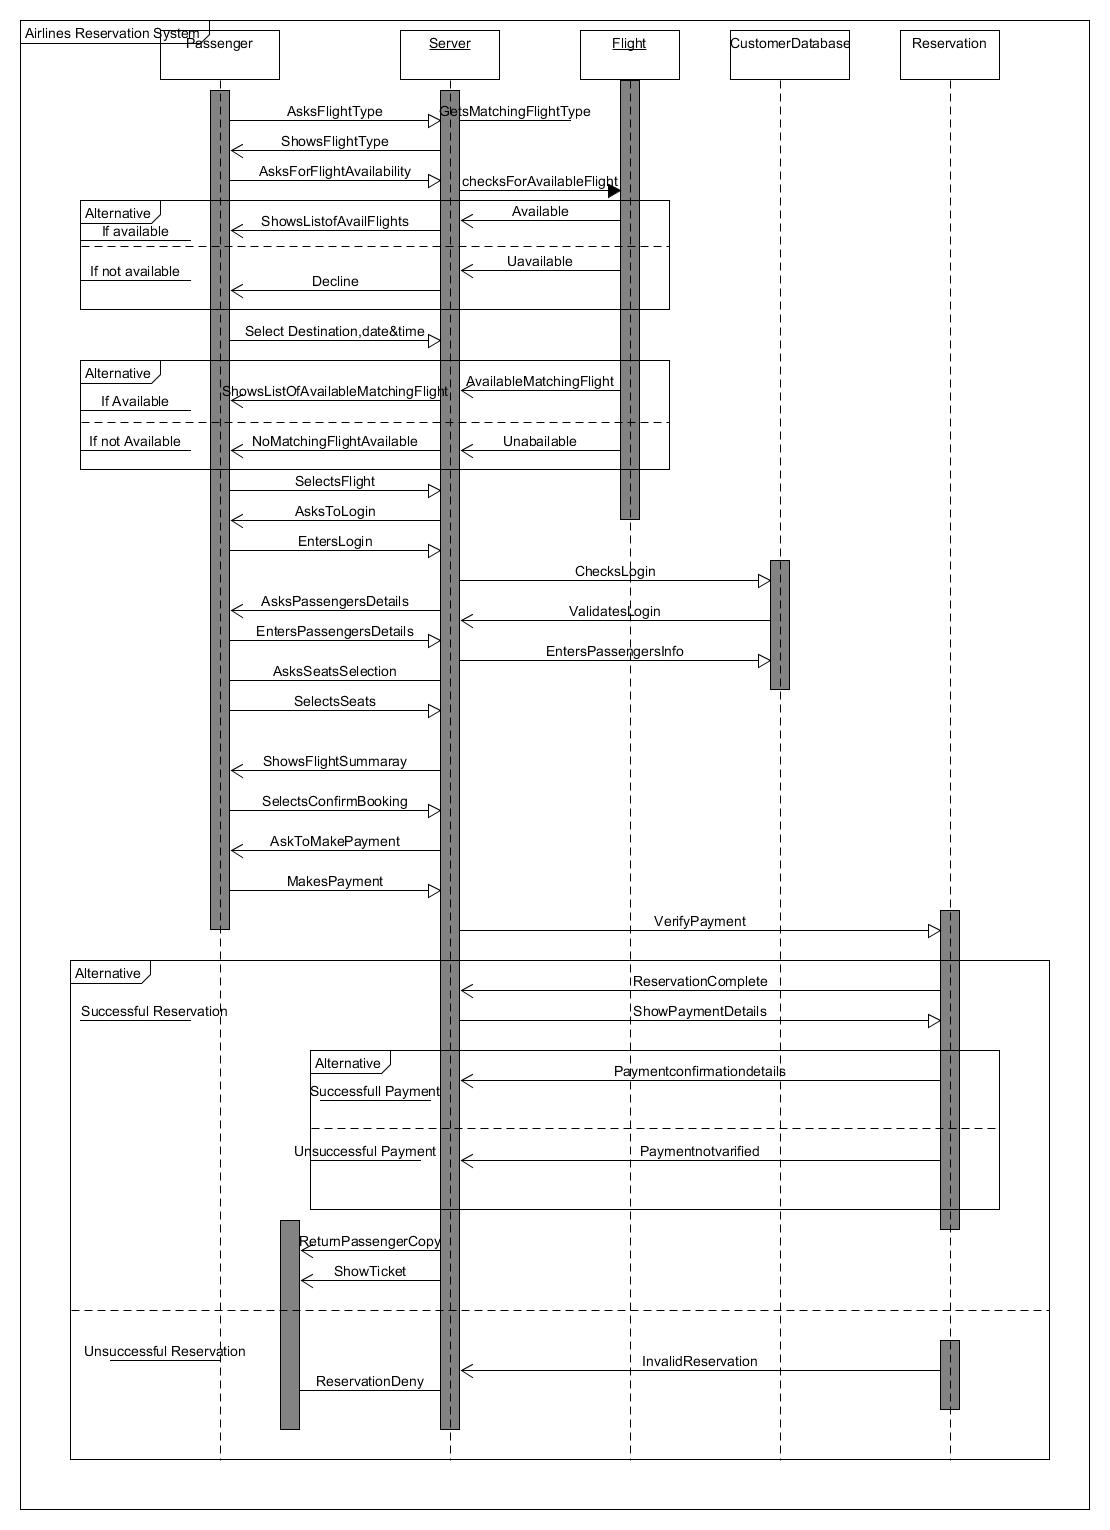 Airlines Reservation System
Passenger
Server
Flight
CustomerDatabase
Reservation
AsksFlightType
GetsMatchingFlightType
ShowsFlightType
AsksForFlightAvailability
checksForAvailableFlight
Alternative
Available
ShowsListofAvailFlights
If available
Uavailable
If not available
Decline
Select Destination,date&time
Alternative
AvailableMatchingFlight
ShowsListOfAvailableMatchingFlight
If Available
If not Available
NoMatchingFlightAvailable
Unabailable
SelectsFlight
AsksToLogin
EntersLogin
ChecksLogin
AsksPassengersDetails
ValidatesLogin
EntersPassengersDetails
EntersPassengersInfo
AsksSeatsSelection
SelectsSeats
ShowsFlightSummaray
SelectsConfirmBooking
AskToMakePayment
MakesPayment
VerifyPayment
Alternative
ReservationComplete
Successful Reservation
ShowPaymentDetails
Alternative
Paymentconfirmationdetails
Successfull Payment
Unsuccessful Payment
Paymentnotvarified
ReturnPassengerCopy
ShowTicket
Unsuccessful Reservation
InvalidReservation
ReservationDeny